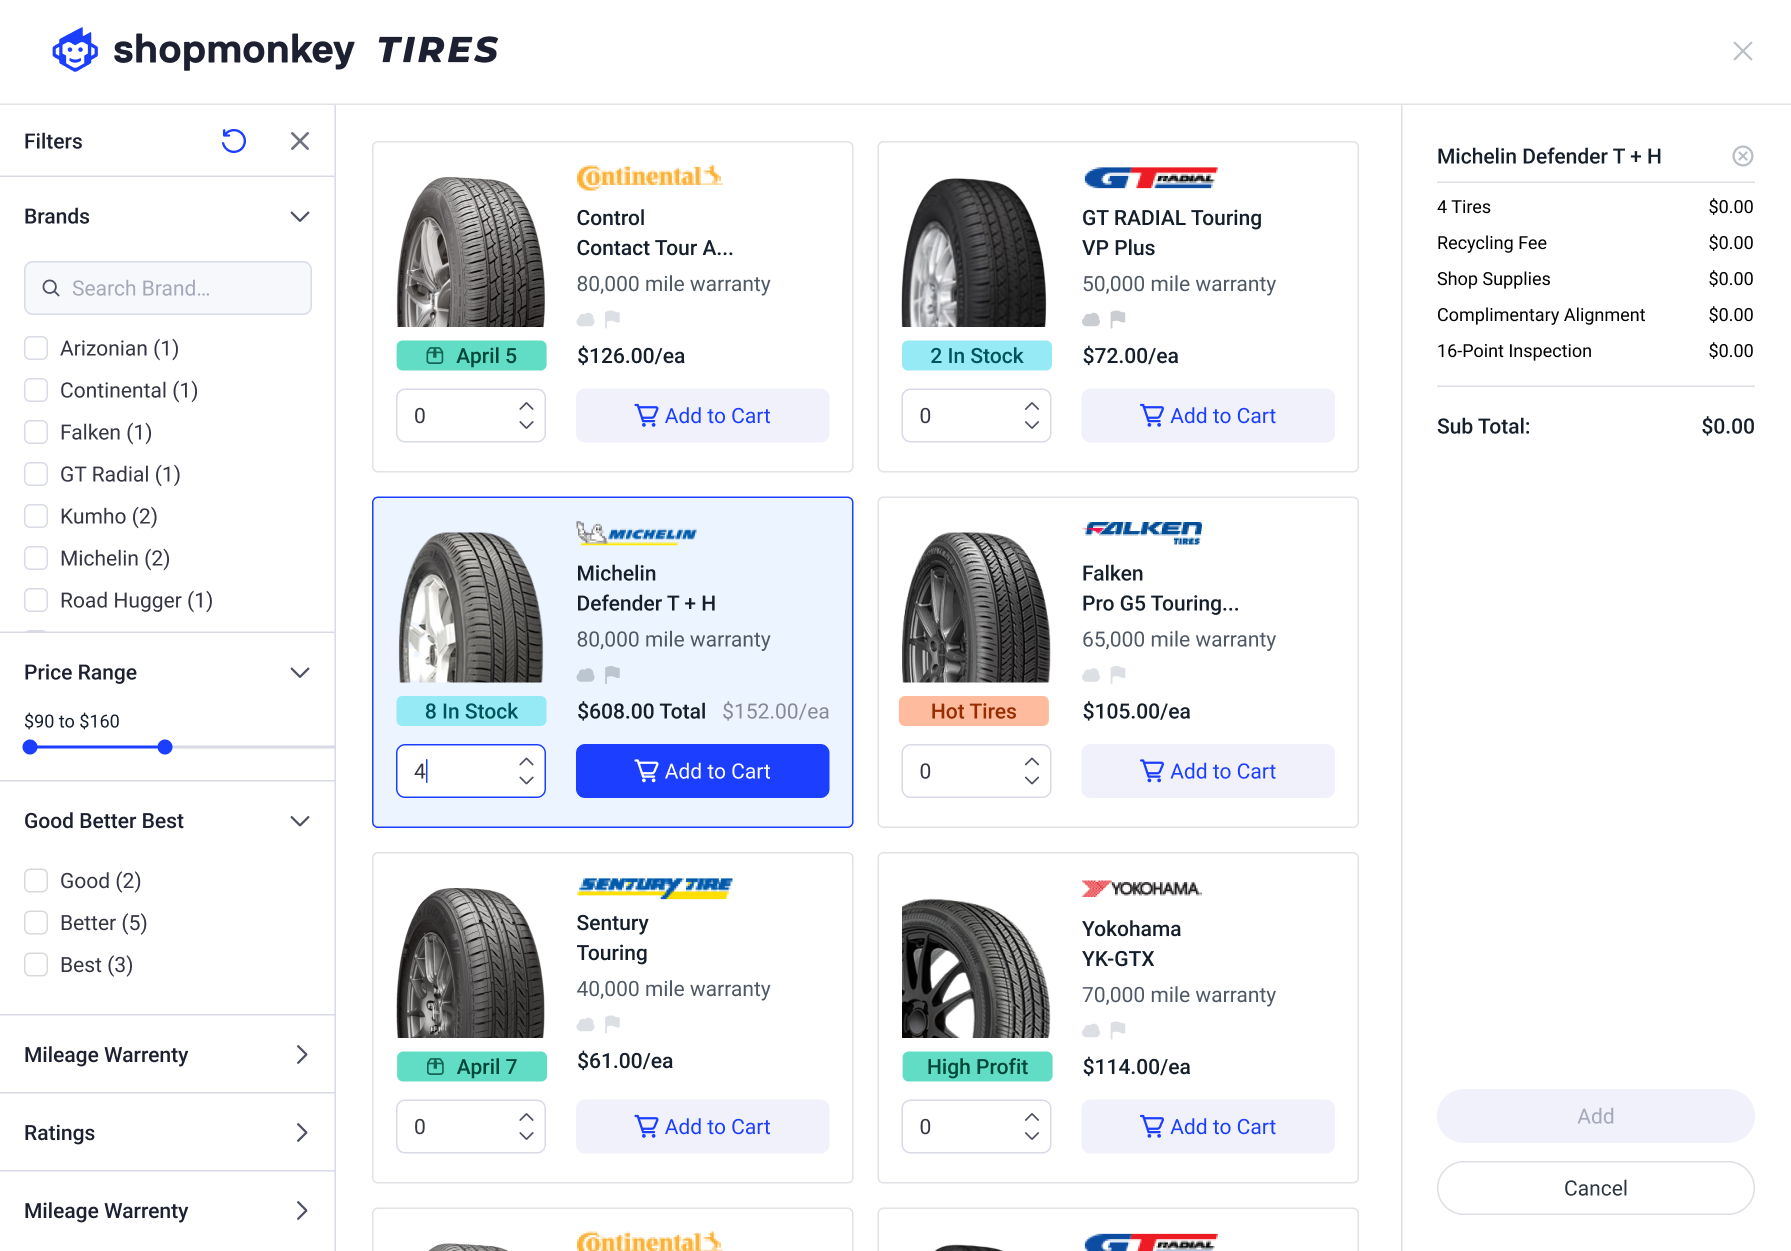 shopmonkey TIRES
Filters
Brands
Search Brand...
Arizonian (1)
Continental (1)
Falken (1)
GT Radial (1)
Kumho (2)
Michelin (2)
Road Hugger (1)
Price Range
$90 to $160
Good Better Best
Good (2)
Better (5)
Best (3)
Mileage Warrenty
Ratings
Mileage Warrenty
Continental
Control
Contact Tour A...
80,000 mile warranty
April 5
$126.00/ea
0
Add to Cart
GT RADIAL
GT RADIAL Touring
VP Plus
50,000 mile warranty
2 In Stock
$72.00/ea
0
Add to Cart
MICHELIN
Michelin
Defender T + H
80,000 mile warranty
8 In Stock
$608.00 Total $152.00/ea
4
Add to Cart
FALKEN
TIRES
Falken
Pro G5 Touring...
65,000 mile warranty
Hot Tires
$105.00/ea
0
Add to Cart
SENTURY TIRE
Sentury
Touring
40,000 mile warranty
April 7
$61.00/ea
0
Add to Cart
YOKOHAMA
Yokohama
YK-GTX
70,000 mile warranty
High Profit
$114.00/ea
0
Add to Cart
Continental
GT RADIAL
Michelin Defender T + H
4 Tires $0.00
Recycling Fee $0.00
Shop Supplies $0.00
Complimentary Alignment $0.00
16-Point Inspection $0.00
Sub Total: $0.00
Add
Cancel